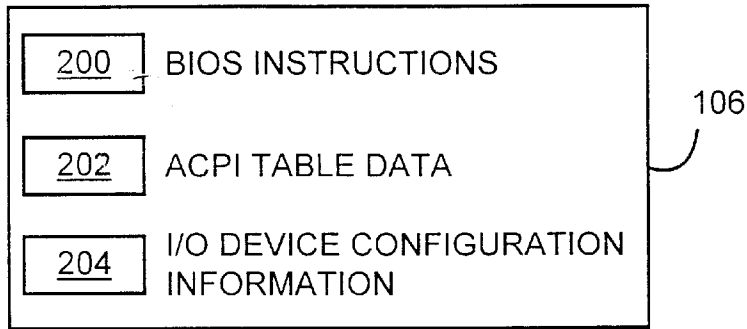 200 BIOS INSTRUCTIONS
106
202 ACPI TABLE DATA
204 I/O DEVICE CONFIGURATION
INFORMATION